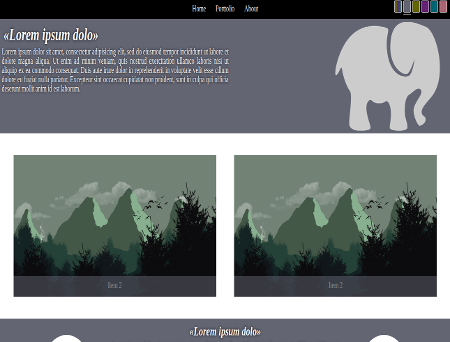 Home Portfolio About
«Lorem ipsum dolo»
Lorem ipsum dolor sit amet, consectetur adipisicing elit, sed do eiusmod tempor incididunt ut labore et
dolore magna aliqua. Ut enim ad minim veniam, quis nostrud exercitation ullamco laboris nisi ut
aliquip ex ea commodo consequat. Duis aute irure dolor in reprehenderit in voluptate velit esse cillum
dolore eu fugiat nulla pariatur. Excepteur sint occaecat cupidatat non proident, sunt in culpa qui officia
deserunt mollit anim id est laborum.
Item 2 Item 2
«Lorem ipsum dolo»